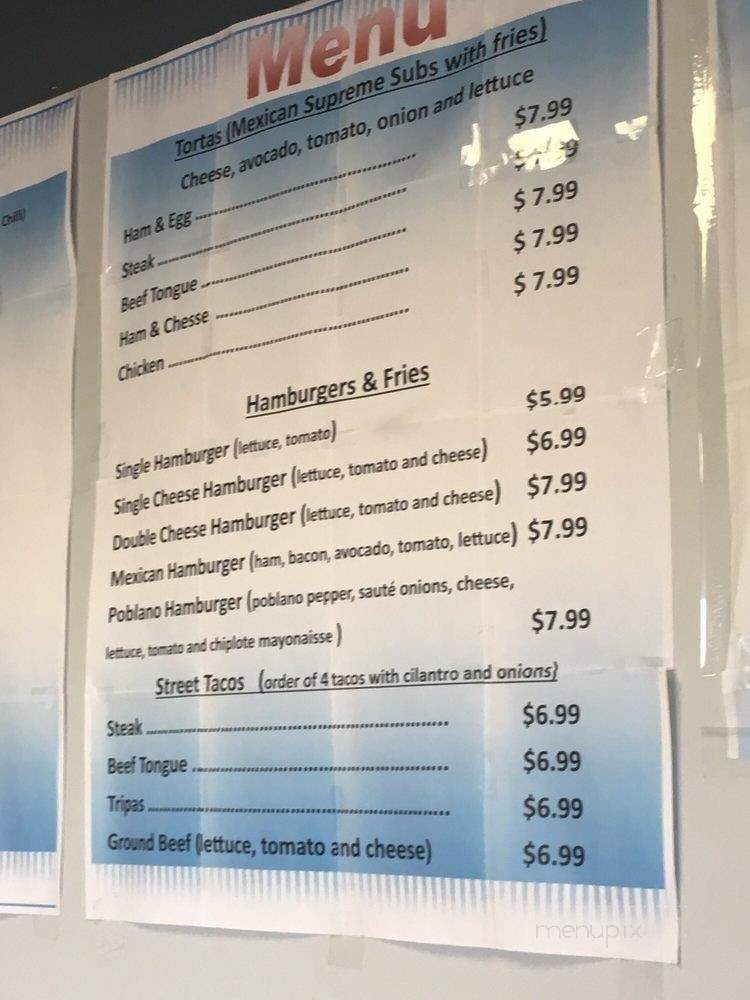 Chilli)
Menu
Tortas (Mexican Supreme Subs with fries)
Cheese, avocado, tomato, onion and lettuce
Ham & Egg ................ $7.99
Steak ................
Beef Tongue ................ $ 7.99
Ham & Chesse ................ $ 7.99
Chicken ................ $ 7.99
Hamburgers & Fries
Single Hamburger (lettuce, tomato) $5.99
Single Cheese Hamburger (lettuce, tomato and cheese) $6.99
Double Cheese Hamburger (lettuce, tomato and cheese) $7.99
Mexican Hamburger (ham, bacon, avocado, tomato, lettuce) $7.99
Poblano Hamburger (poblano pepper, sauté onions, cheese,
lettuce, tomato and chiplote mayonaisse ) $7.99
Street Tacos (order of 4 tacos with cilantro and onions)
Steak ................ $6.99
Beef Tongue ................ $6.99
Tripas ................ $6.99
Ground Beef (lettuce, tomato and cheese) $6.99
menupix